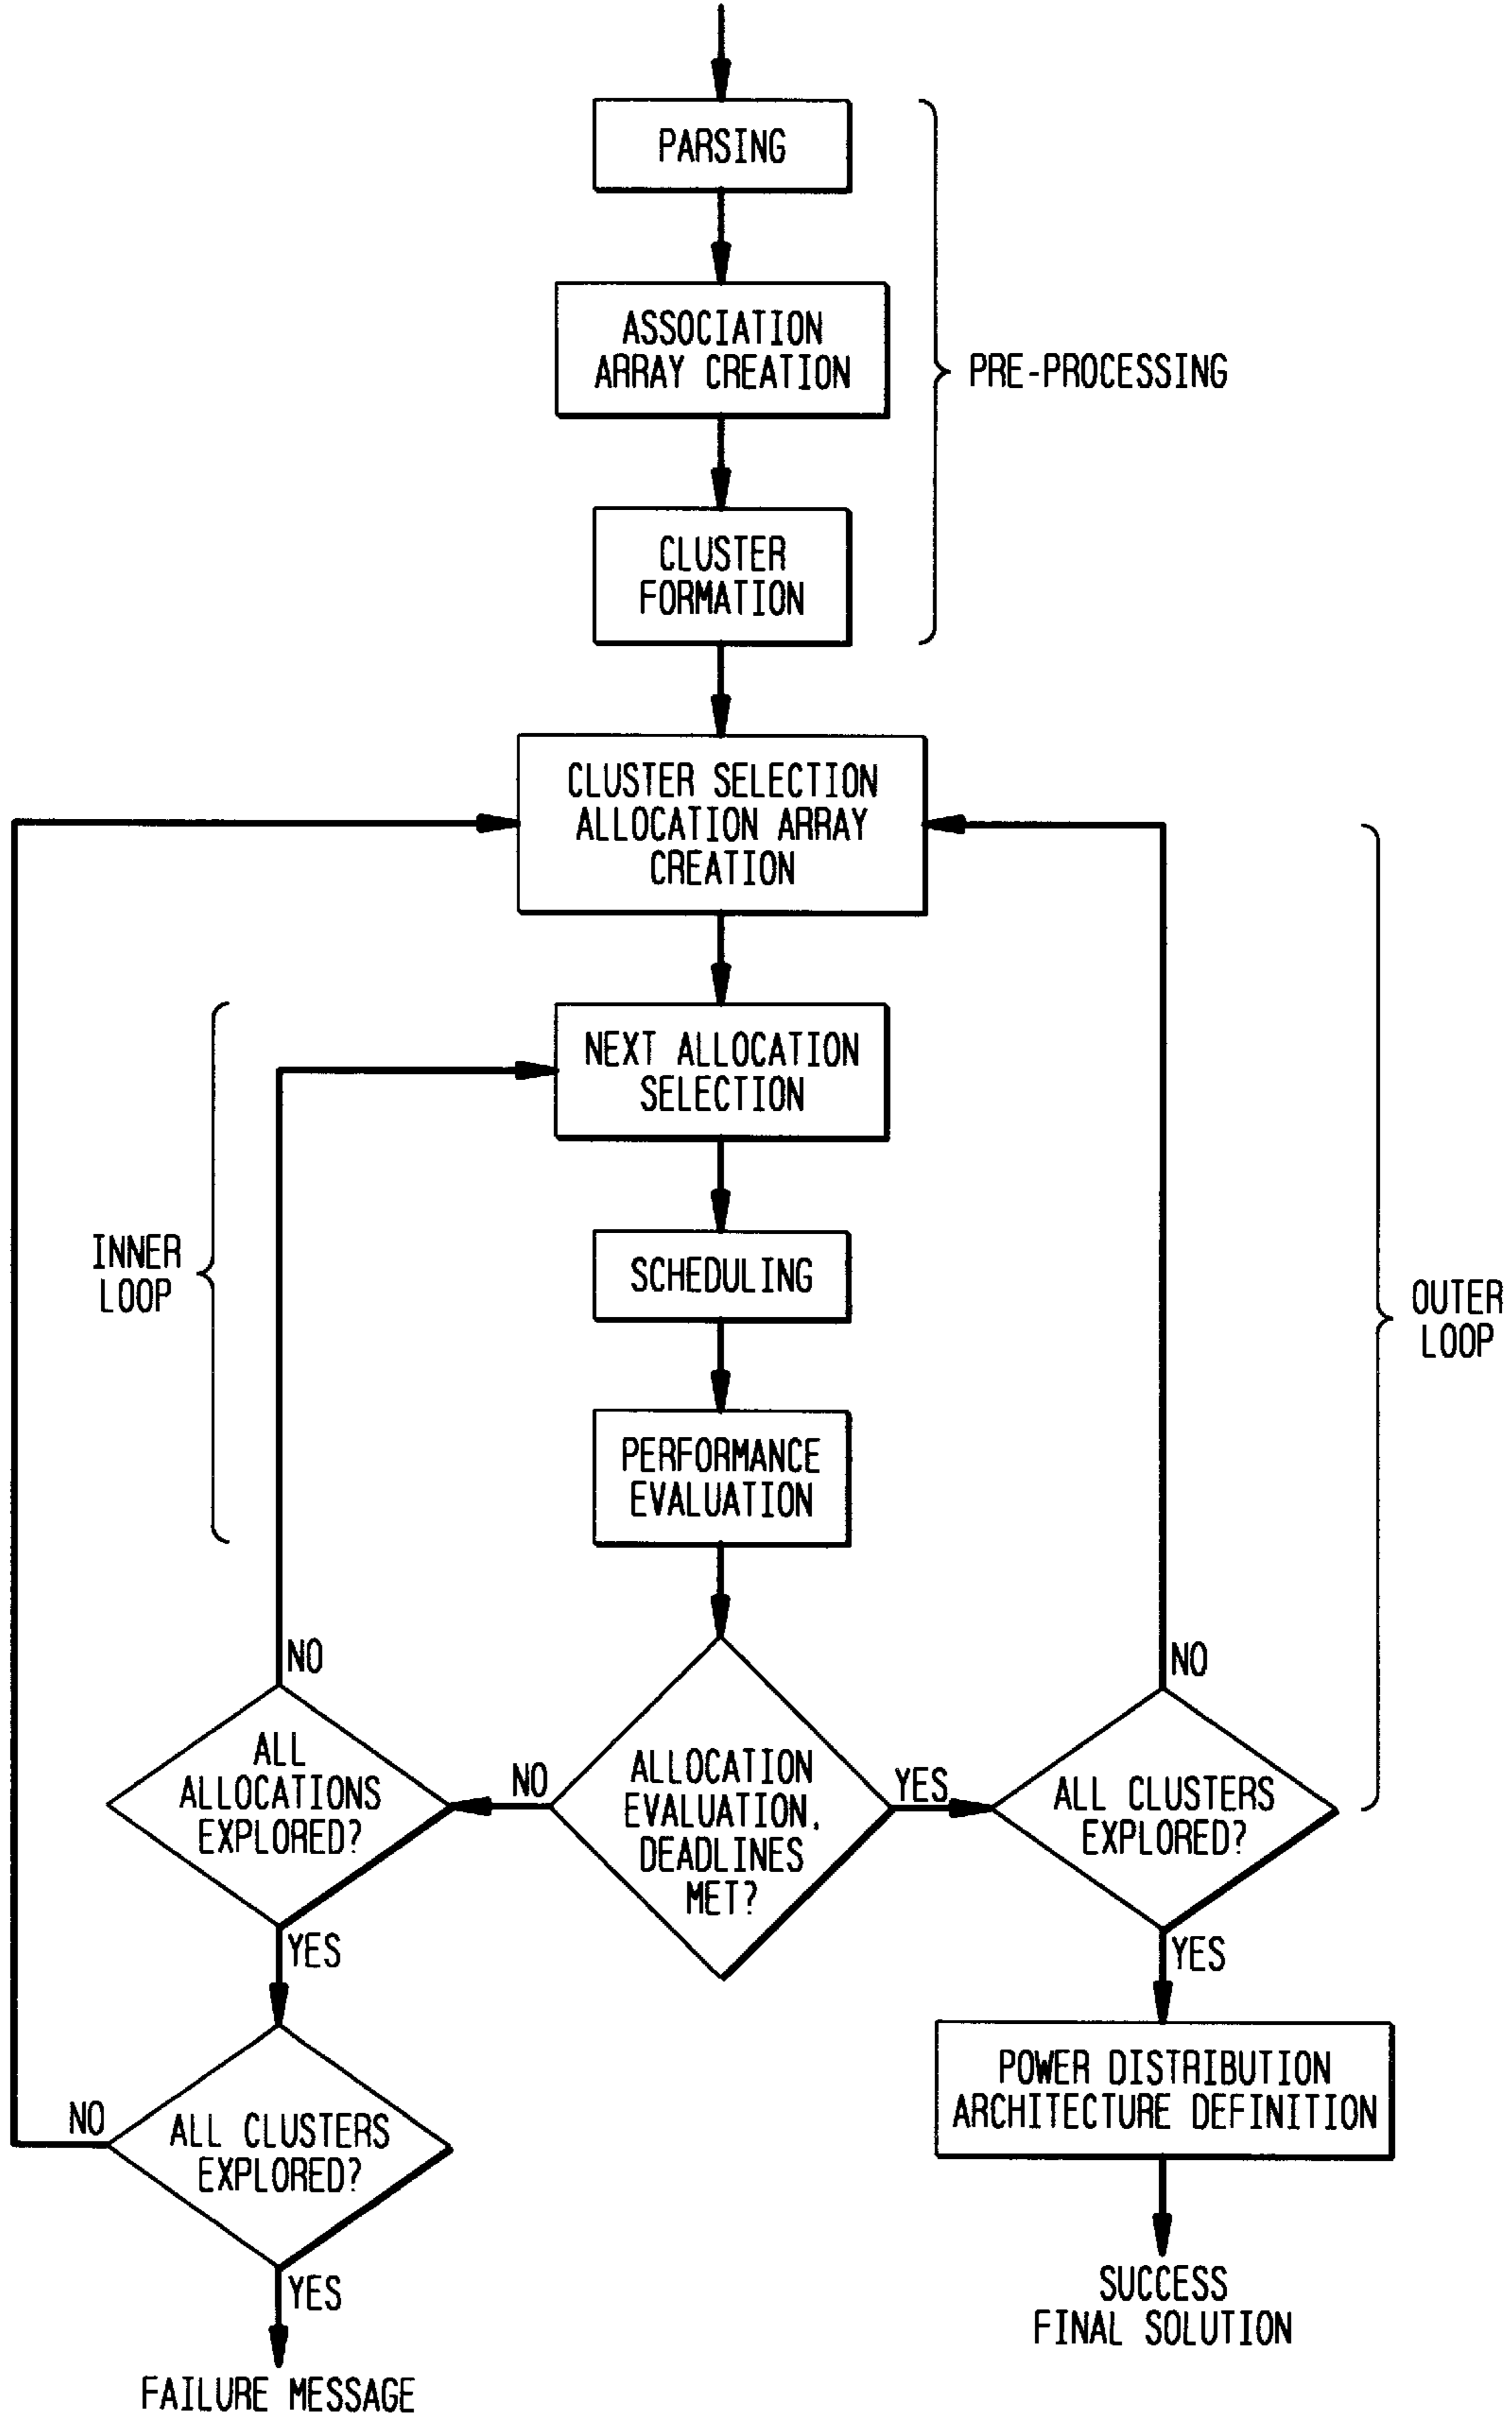 PARSING
ASSOCIATION
ARRAY CREATION
PRE-PROCESSING
CLUSTER
FORMATION
CLUSTER SELECTION
ALLOCATION ARRAY
CREATION
NEXT ALLOCATION
SELECTION
INNER
LOOP
SCHEDULING
OUTER
LOOP
PERFORMANCE
EVALUATION
NO
NO
ALL
ALLOCATIONS
EXPLORED?
NO
ALLOCATION
EVALUATION.
DEADLINES
MET?
YES
ALL CLUSTERS
EXPLORED?
YES
YES
POWER DISTRIBUTION
ARCHITECTURE DEFINITION
NO
ALL CLUSTERS
EXPLORED?
YES
SUCCESS
FINAL SOLUTION
FAILURE MESSAGE